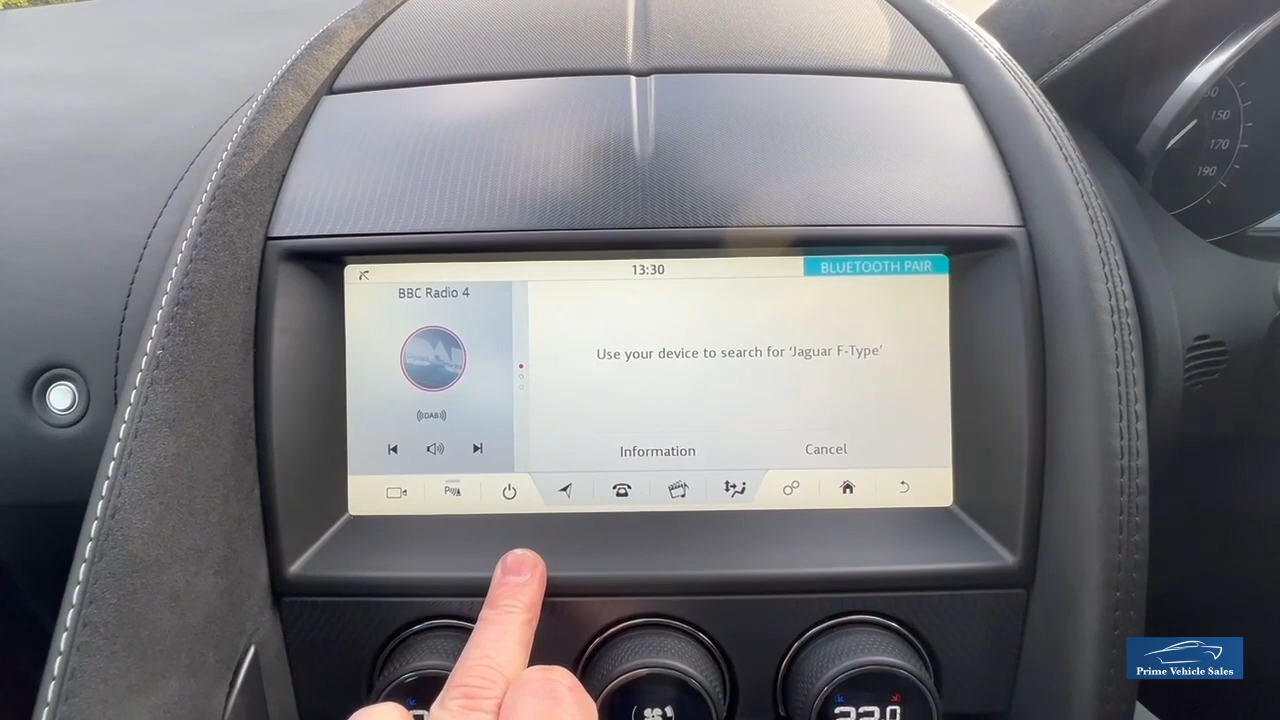 13:30
BLUETOOTH PAIR
BBC Radio 4
Use your device to search for 'Jaguar F-Type'
DAB
Information
Cancel
150
170
190
Prime Vehicle Sales